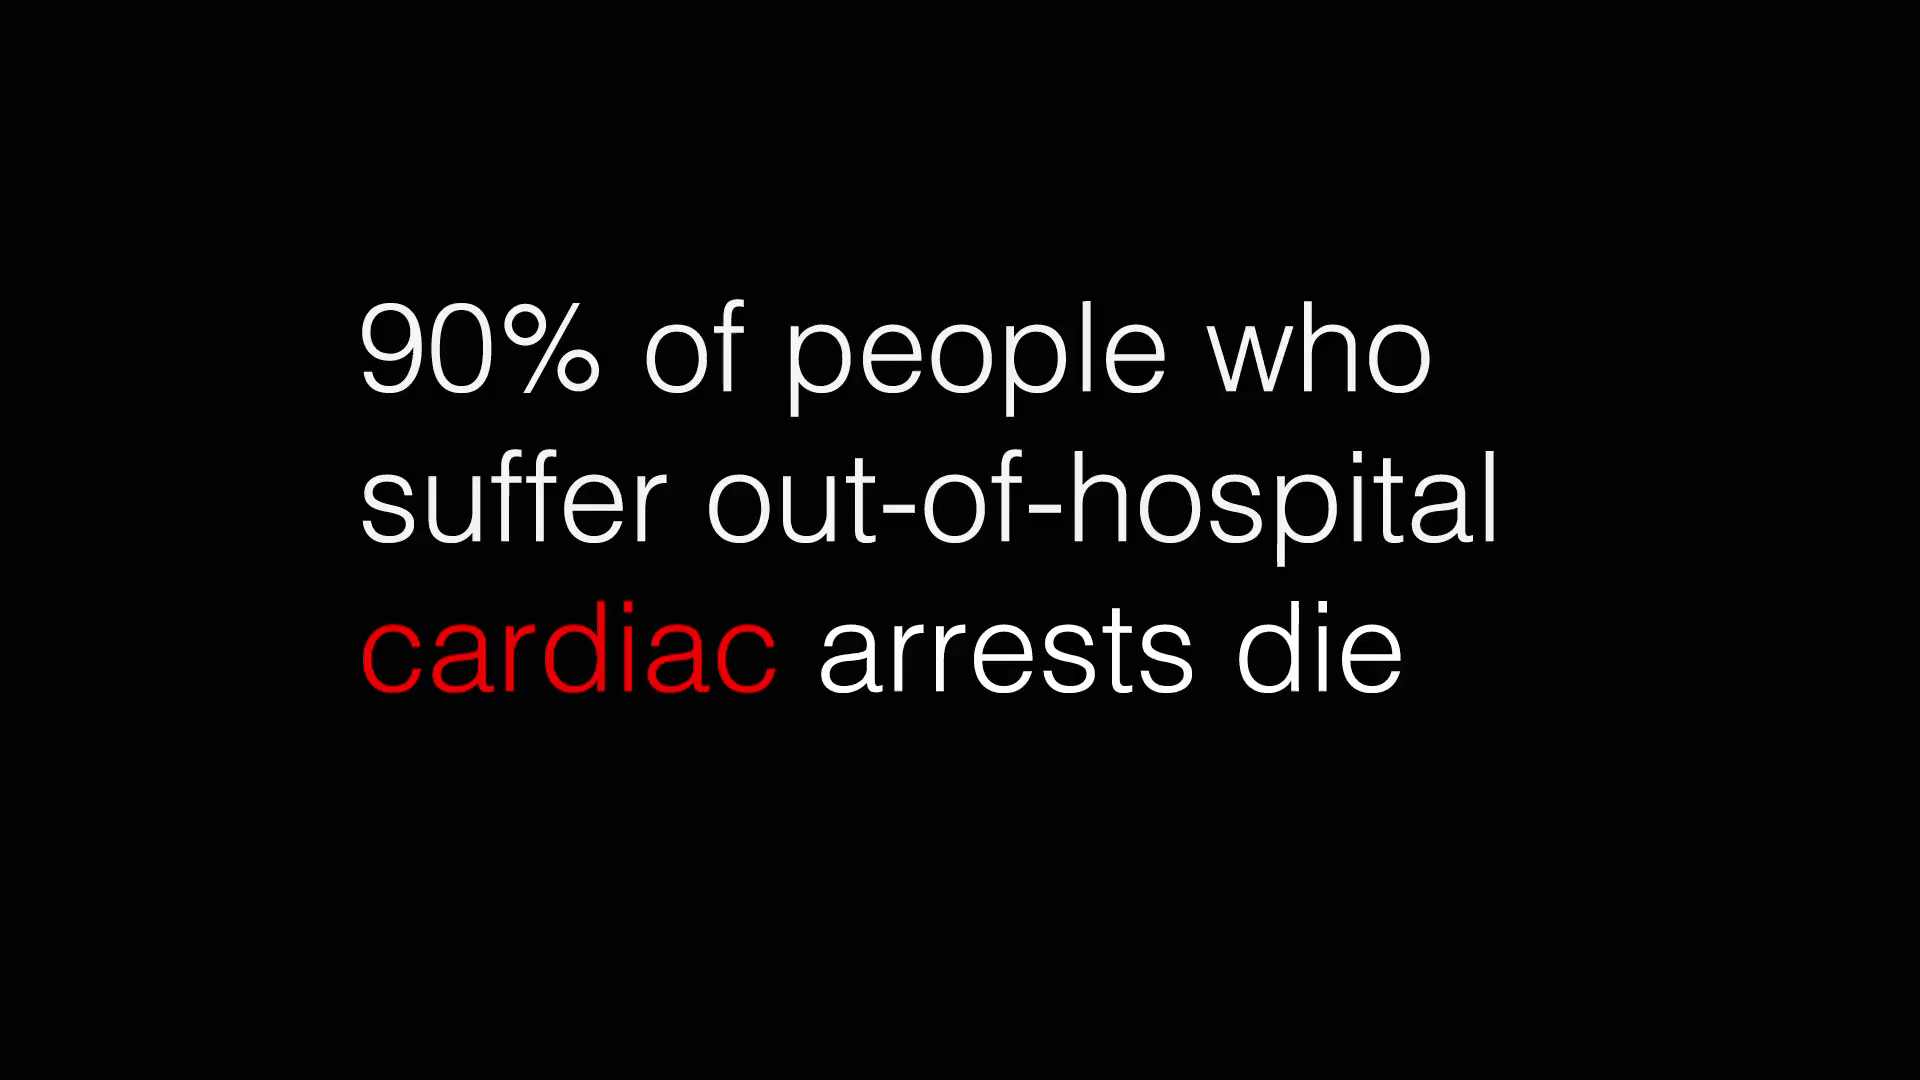 90% of people who
suffer out-of-hospital
cardiac arrests die